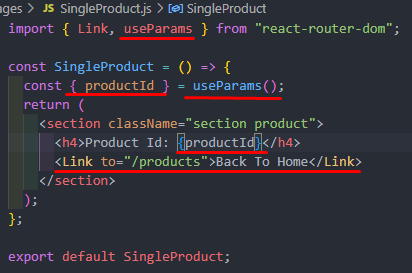 ages > JS SingleProduct.js > SingleProduct
import { Link, useParams } from "react-router-dom";
const SingleProduct = () => {
const { productId } = useParams();
return (
<section className="section product">
<h4>Product Id: {productId}</h4>
<Link to="/products">Back To Home</Link>
</section>
);
};
export default SingleProduct;